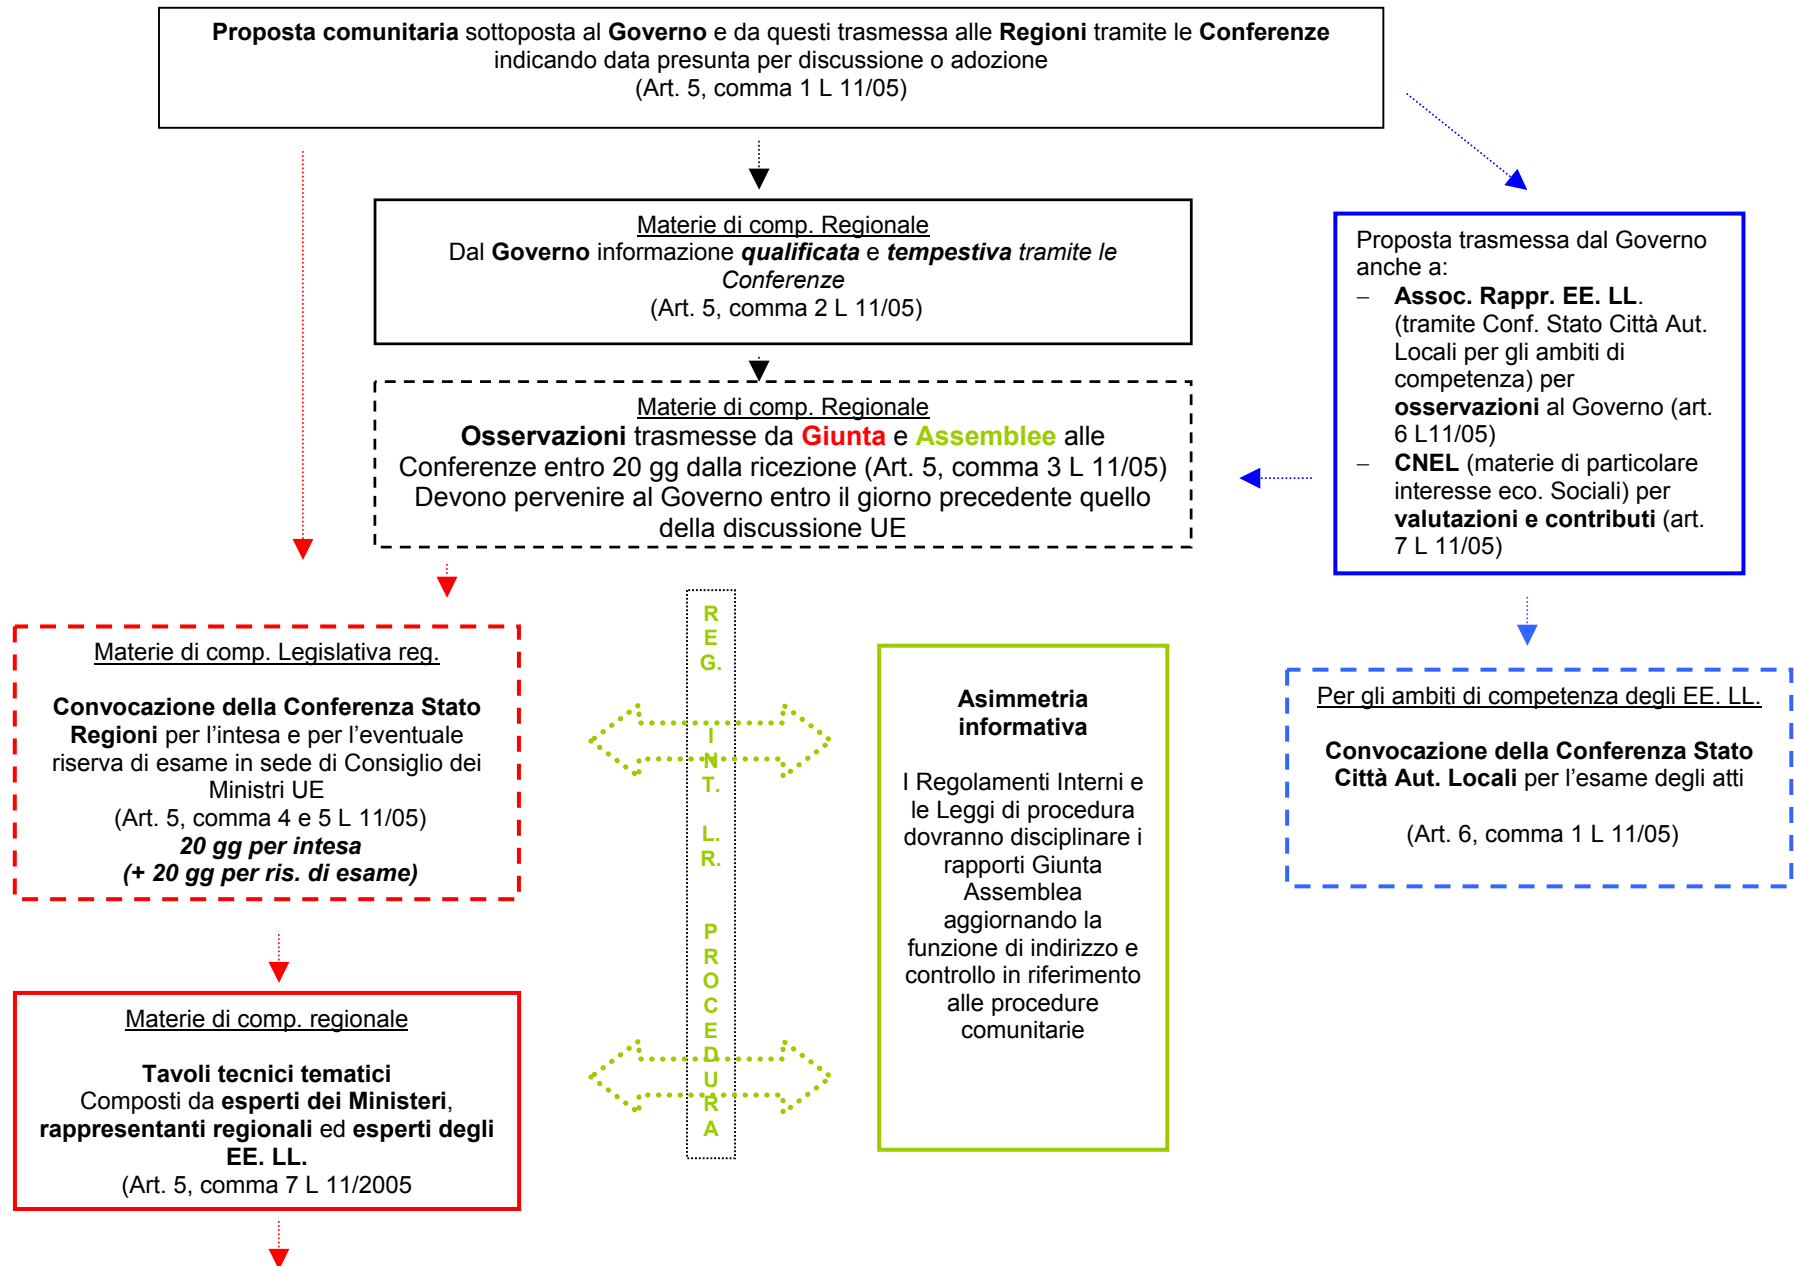 Proposta comunitaria sottoposta al Governo e da questi trasmessa alle Regioni tramite le Conferenze
indicando data presunta per discussione o adozione
(Art. 5, comma 1 L 11/05)
Materie di comp. Regionale
Dal Governo informazione qualificata e tempestiva tramite le
Conferenze
(Art. 5, comma 2 L 11/05)
Materie di comp. Regionale
Osservazioni trasmesse da Giunta e Assemblee alle
Conferenze entro 20 gg dalla ricezione (Art. 5, comma 3 L 11/05)
Devono pervenire al Governo entro il giorno precedente quello
della discussione UE
Proposta trasmessa dal Governo
anche a:
− Assoc. Rappr. EE. LL.
(tramite Conf. Stato Città Aut.
Locali per gli ambiti di
competenza) per
osservazioni al Governo (art.
6 L11/05)
− CNEL (materie di particolare
interesse eco. Sociali) per
valutazioni e contributi (art.
7 L 11/05)
Materie di comp. Legislativa reg.
Convocazione della Conferenza Stato
Regioni per l'intesa e per l'eventuale
riserva di esame in sede di Consiglio dei
Ministri UE
(Art. 5, comma 4 e 5 L 11/05)
20 gg per intesa
(+ 20 gg per ris. di esame)
R
E
G.
I
N
T.
L.
R.
P
R
O
C
E
D
U
R
A
Asimmetria
informativa
I Regolamenti Interni e
le Leggi di procedura
dovranno disciplinare i
rapporti Giunta
Assemblea
aggiornando la
funzione di indirizzo e
controllo in riferimento
alle procedure
comunitarie
Per gli ambiti di competenza degli EE. LL.
Convocazione della Conferenza Stato
Città Aut. Locali per l'esame degli atti
(Art. 6, comma 1 L 11/05)
Materie di comp. regionale
Tavoli tecnici tematici
Composti da esperti dei Ministeri,
rappresentanti regionali ed esperti degli
EE. LL.
(Art. 5, comma 7 L 11/2005